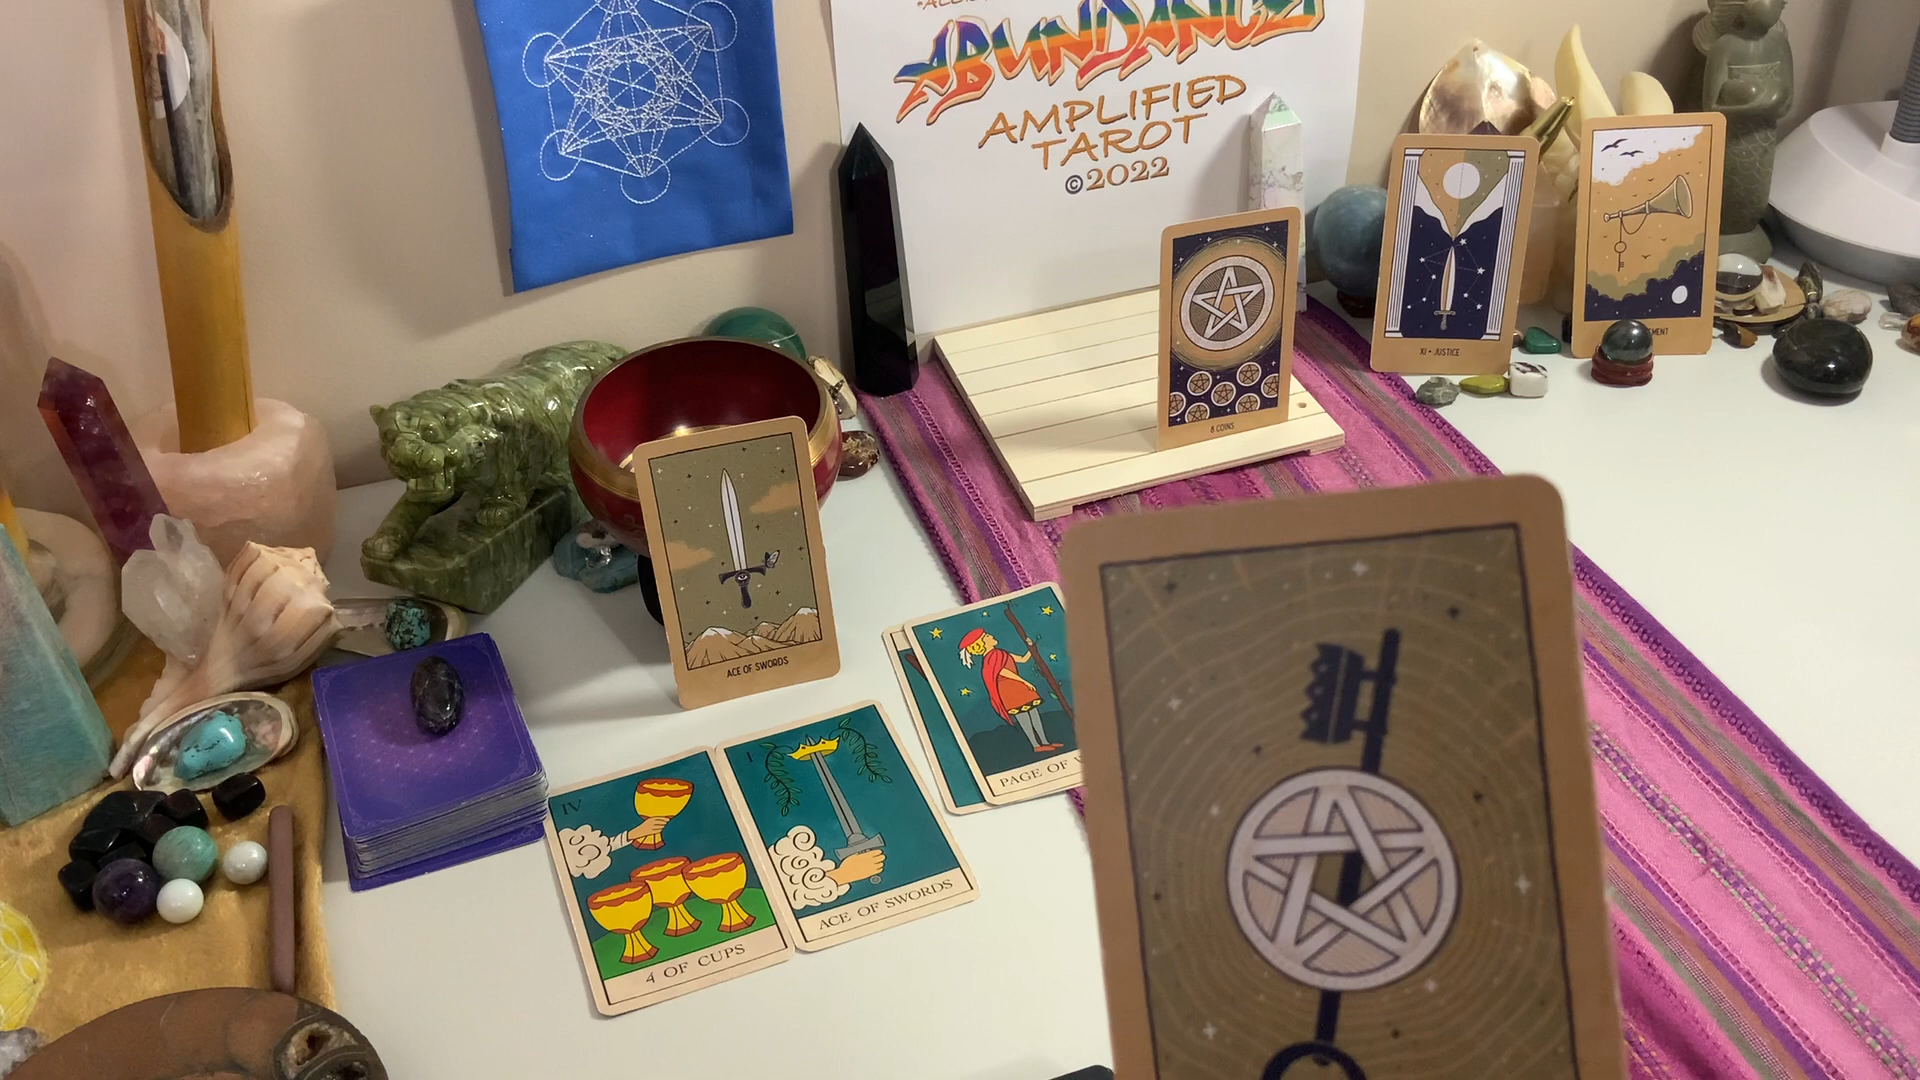 ABUNDANCE
AMPLIFIED
TAROT
©2022
XI • JUSTICE
8 COINS
ACE OF SWORDS
PAGE OF
I
ACE OF SWORDS
IV
4 OF CUPS